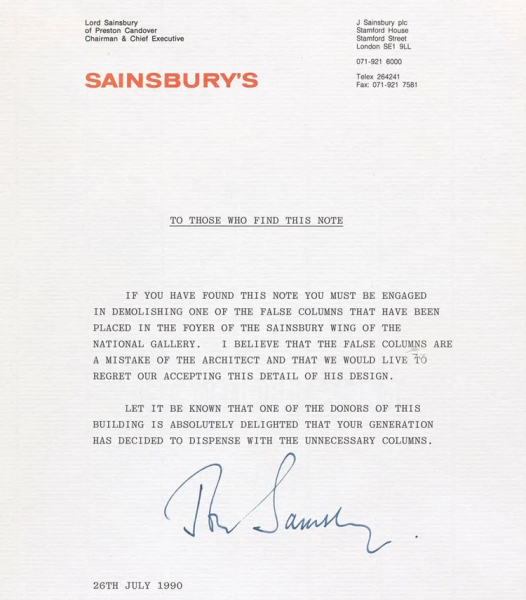 Lord Sainsbury
of Preston Candover
Chairman & Chief Executive
J Sainsbury plc
Stamford House
Stamford Street
London SE1 9LL
071-921 6000
Telex 264241
Fax: 071-921 7581
SAINSBURY'S
TO THOSE WHO FIND THIS NOTE
IF YOU HAVE FOUND THIS NOTE YOU MUST BE ENGAGED
IN DEMOLISHING ONE OF THE FALSE COLUMNS THAT HAVE BEEN
PLACED IN THE FOYER OF THE SAINSBURY WING OF THE
NATIONAL GALLERY. I BELIEVE THAT THE FALSE COLUMNS ARE
A MISTAKE OF THE ARCHITECT AND THAT WE WOULD LIVE TO
REGRET OUR ACCEPTING THIS DETAIL OF HIS DESIGN.
LET IT BE KNOWN THAT ONE OF THE DONORS OF THIS
BUILDING IS ABSOLUTELY DELIGHTED THAT YOUR GENERATION
HAS DECIDED TO DISPENSE WITH THE UNNECESSARY COLUMNS.
26TH JULY 1990